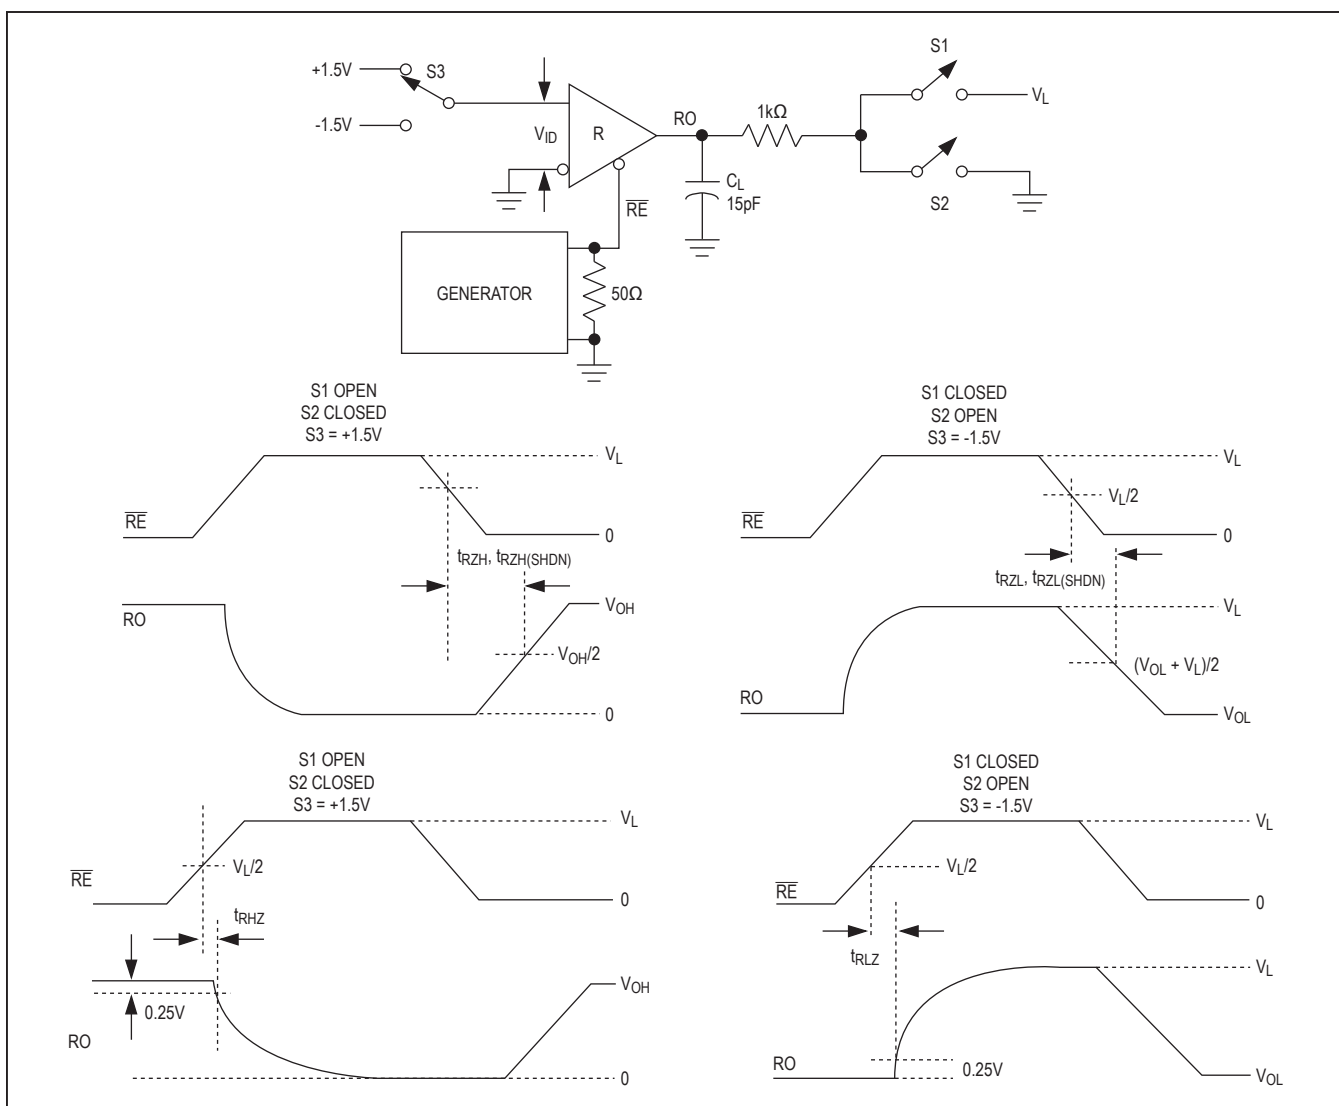 +1.5V
S3
-1.5V
V_ID
R
RE
RO
1kΩ
S1
V_L
C_L
15pF
S2
GENERATOR
50Ω
S1 OPEN
S2 CLOSED
S3 = +1.5V
V_L
RE
0
t_RZH, t_RZH(SHDN)
RO
V_OH
V_OH/2
0
S1 CLOSED
S2 OPEN
S3 = -1.5V
V_L
V_L/2
RE
0
t_RZL, t_RZL(SHDN)
V_L
(V_OL + V_L)/2
RO
V_OL
S1 OPEN
S2 CLOSED
S3 = +1.5V
V_L
V_L/2
RE
0
t_RHZ
V_OH
0.25V
RO
0
S1 CLOSED
S2 OPEN
S3 = -1.5V
V_L
V_L/2
RE
0
t_RLZ
V_L
RO
0.25V
V_OL